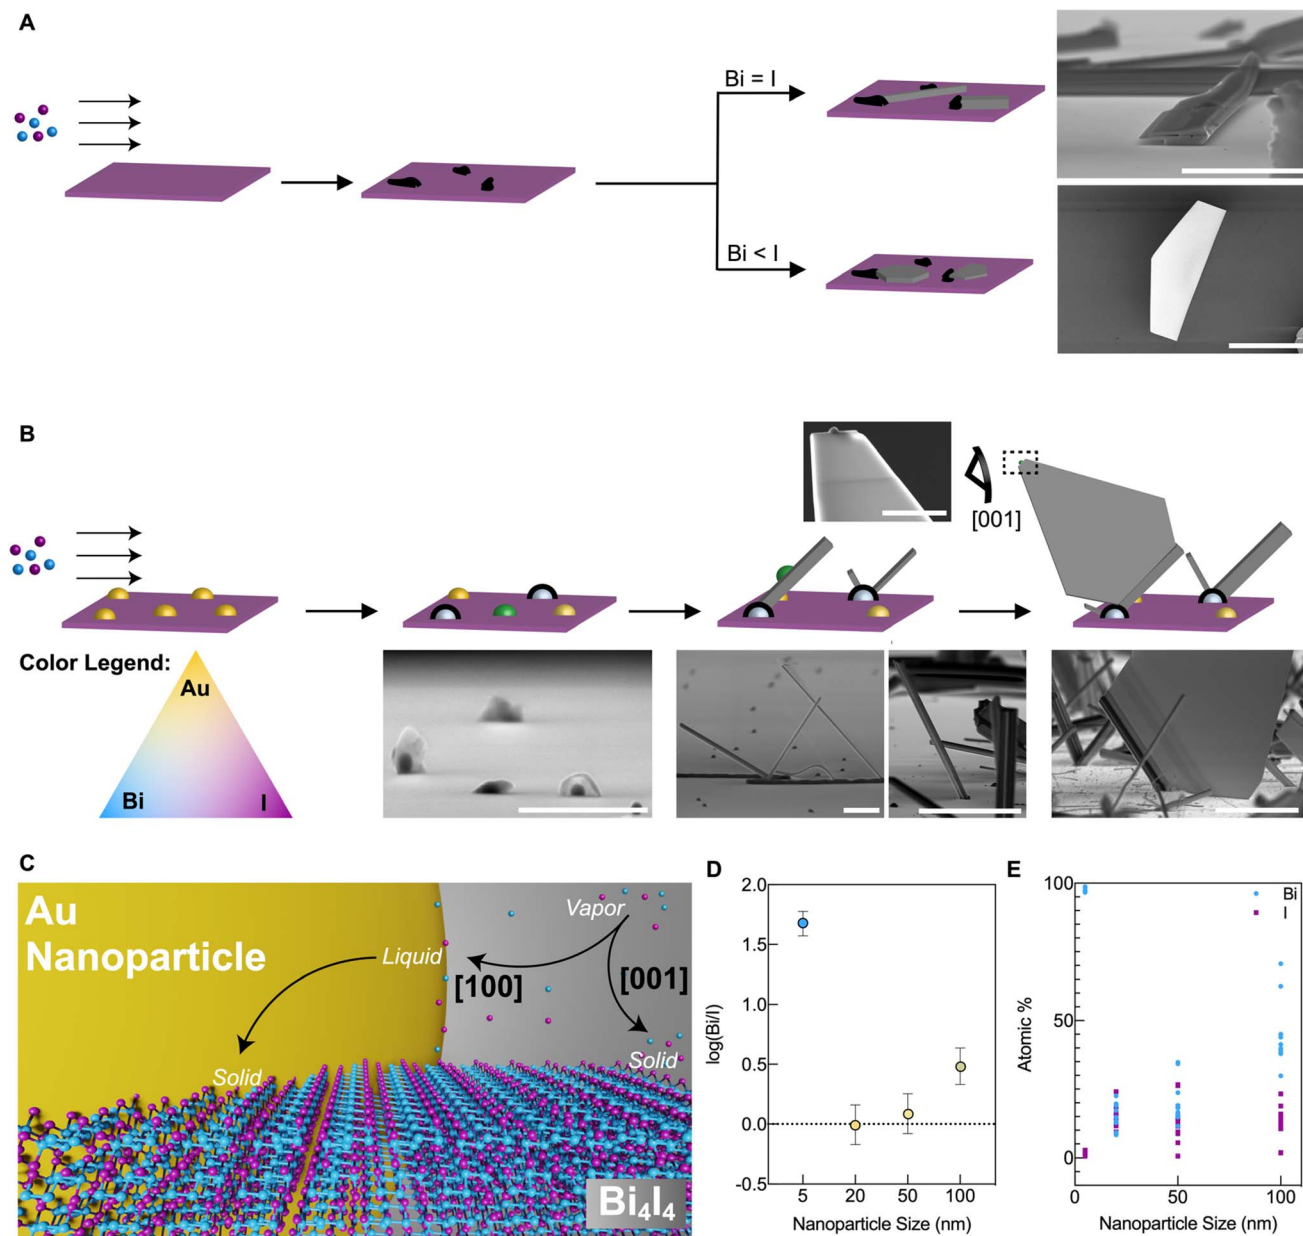 A
Bi = I
Bi < I
B
[001]
Color Legend:
Au
Bi
I
C
Au
Nanoparticle
Vapor
Liquid
[100]
[001]
Solid
Solid
Bi4I4
D
log(Bi/I)
2.0
1.5
1.0
0.5
0.0
-0.5
5
20
50
100
Nanoparticle Size (nm)
E
Atomic %
100
50
0
Bi
I
0
50
100
Nanoparticle Size (nm)